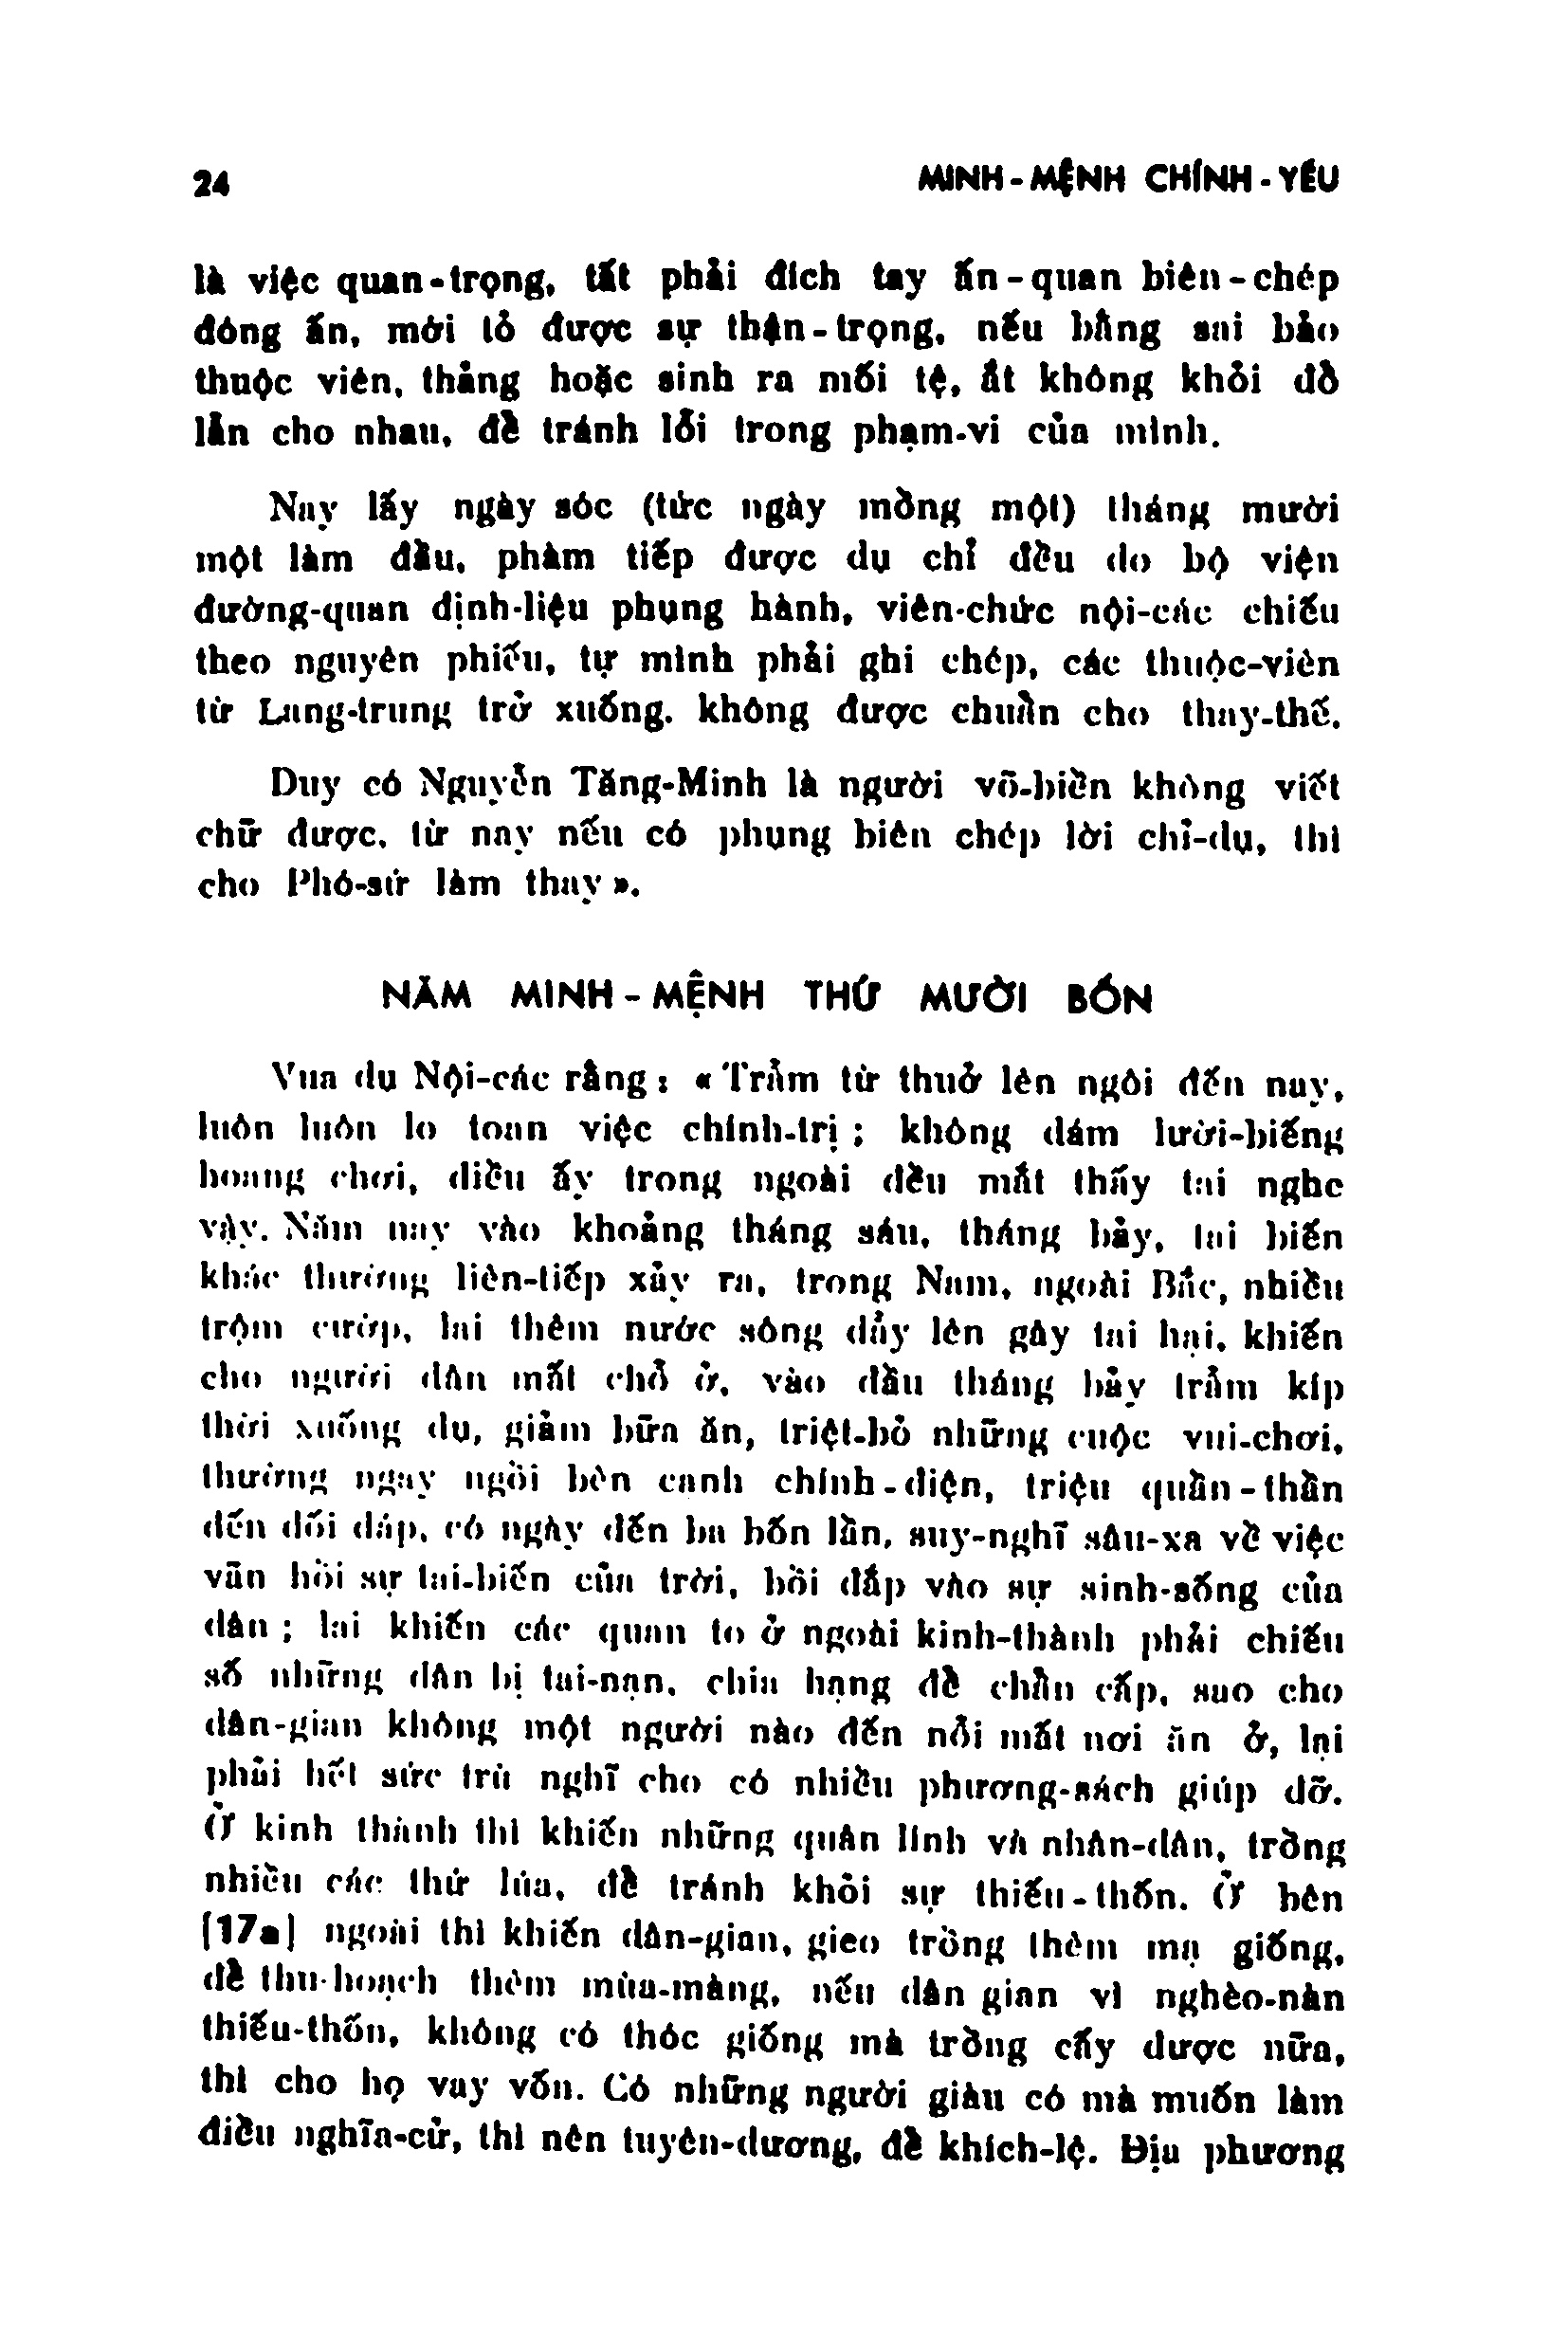 24
MINH-MỆNH CHÍNH-YẾU
là việc quan-trọng, tất phải đích tay ấn-quan biên-chép
đóng ấn, mới tỏ được sự thận-trọng, nếu bằng sai bảo
thuộc viên, thảng hoặc sinh ra mối tệ, ắt không khỏi đổ
lẫn cho nhau, để tránh lỗi trong phạm-vi của mình.
Nay lấy ngày sóc (tức ngày mồng một) tháng mười
một làm đầu, phàm tiếp được dụ chỉ đều do bộ viện
đường-quan định-liệu phụng hành, viên-chức nội-các chiếu
theo nguyên phiếu, tự mình phải ghi chép, các thuộc-viên
từ Lang-trung trở xuống, không được chuẩn cho thay-thế.
Duy có Nguyễn Tăng-Minh là người võ-biền không viết
chữ được, từ nay nếu có phụng biên chép lời chỉ-dụ, thì
cho Phó-sứ làm thay ».
NĂM MINH-MỆNH THỨ MƯỜI BỐN
Vua dụ Nội-các rằng : « Trẫm từ thuở lên ngôi đến nay,
luôn luôn lo toan việc chính-trị ; không dám lười-biếng
hoang chơi, điều ấy trong ngoài đều mắt thấy tai nghe
vậy. Năm nay vào khoảng tháng sáu, tháng bảy, tai biến
khác thường liên-tiếp xảy ra, trong Nam, ngoài Bắc, nhiều
trộm cướp, lại thêm nước sông dẫy lên gây tai hại, khiến
cho người dân mất chỗ ở, vào đầu tháng bảy trẫm kíp
thời xuống dụ, giảm bữa ăn, triệt-bỏ những cuộc vui-chơi,
thường ngày ngồi bên cạnh chính-điện, triệu quần-thần
đến đối đáp, có ngày đến ba bốn lần, suy-nghĩ sâu-xa về việc
vãn hồi sự tai-biến của trời, bồi đắp vào sự sinh-sống của
dân ; lại khiến các quan to ở ngoài kinh-thành phải chiếu
số những dân bị tai-nạn, chia hạng để chẩn cấp, sao cho
dân-gian không một người nào đến nỗi mất nơi ăn ở, lại
phải hết sức trù nghĩ cho có nhiều phương-sách giúp đỡ.
Ở kinh thành thì khiến những quân lính và nhân-dân, trồng
nhiều các thứ lúa, để tránh khỏi sự thiếu-thốn. Ở bên
[17a] ngoài thì khiến dân-gian, gieo trồng thêm mạ giống,
để thu-hoạch thêm mùa-màng, nếu dân gian vì nghèo-nàn
thiếu-thốn, không có thóc giống mà trồng cấy được nữa,
thì cho họ vay vốn. Có những người giàu có mà muốn làm
điều nghĩa-cử, thì nên tuyên-dương, để khích-lệ. Địa phương